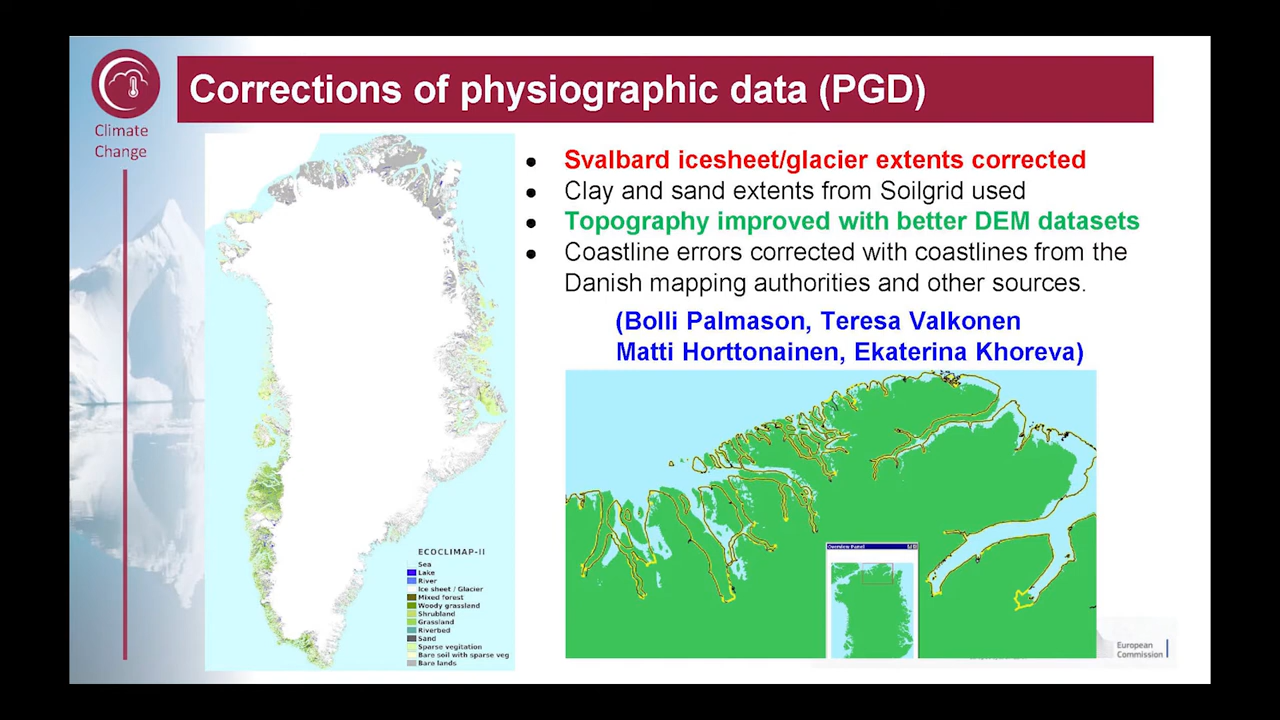 Corrections of physiographic data (PGD)
Climate
Change
● Svalbard icesheet/glacier extents corrected
● Clay and sand extents from Soilgrid used
● Topography improved with better DEM datasets
● Coastline errors corrected with coastlines from the
Danish mapping authorities and other sources.
(Bolli Palmason, Teresa Valkonen
Matti Horttonainen, Ekaterina Khoreva)
ECOCLIMAP-II
Sea
Lake
River
Ice sheet / Glacier
Mixed forest
Woody grassland
Shrubland
Grassland
Riverbed
Sand
Sparse vegitation
Bare soil with sparse veg
Bare lands
Overview Panel
European
Commission